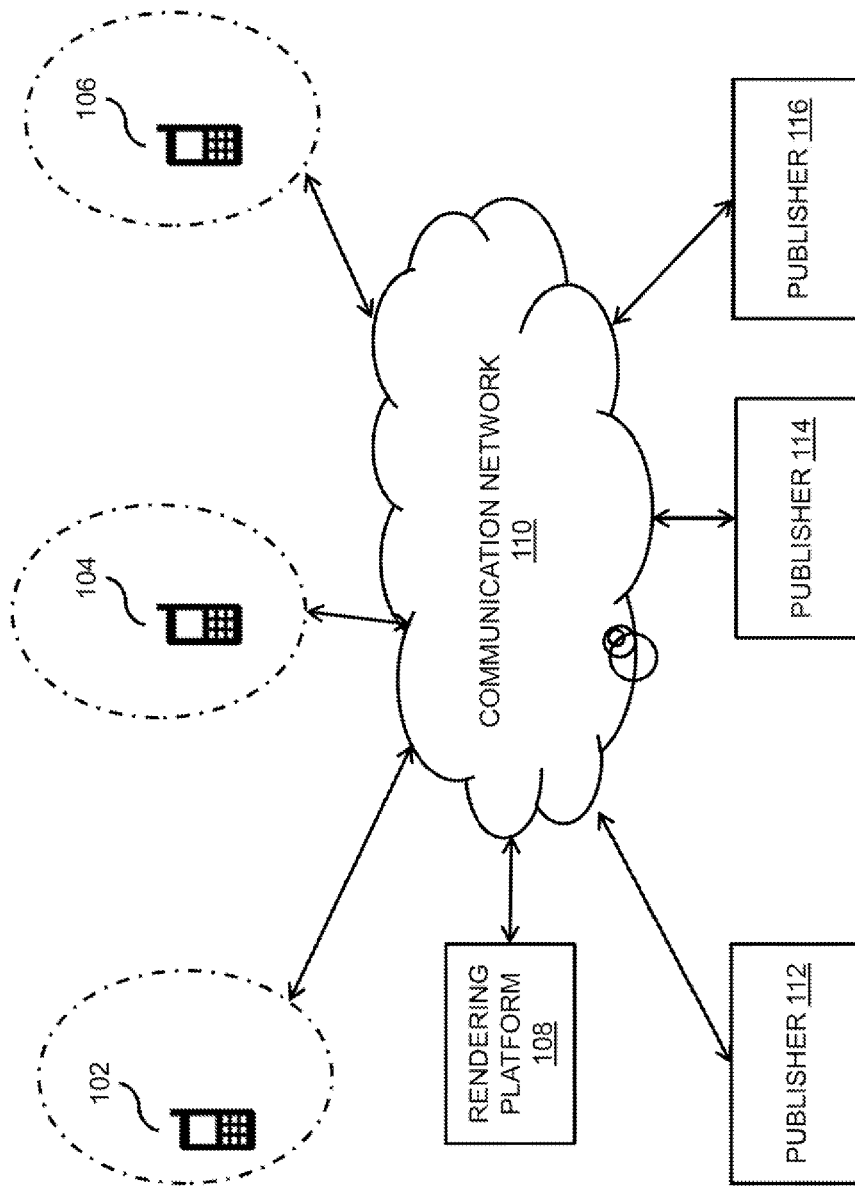 102
104
106
RENDERING
PLATFORM
108
COMMUNICATION NETWORK
110
PUBLISHER 112
PUBLISHER 114
PUBLISHER 116